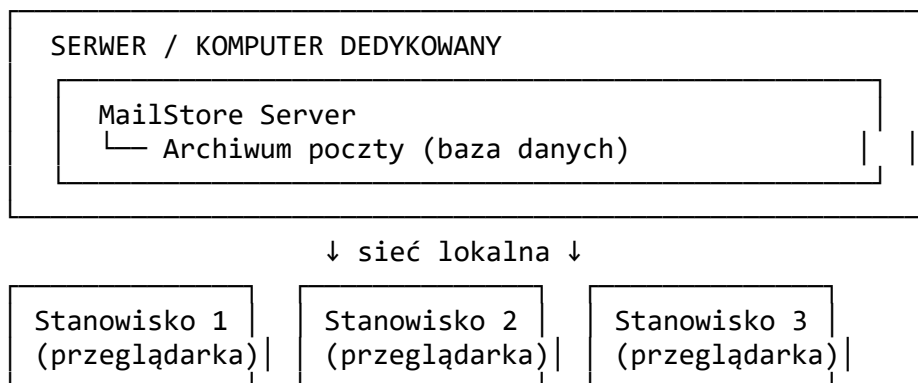 SERWER / KOMPUTER DEDYKOWANY
MailStore Server
└── Archiwum poczty (baza danych)
↓ sieć lokalna ↓
Stanowisko 1 Stanowisko 2 Stanowisko 3
(przeglądarka) (przeglądarka) (przeglądarka)